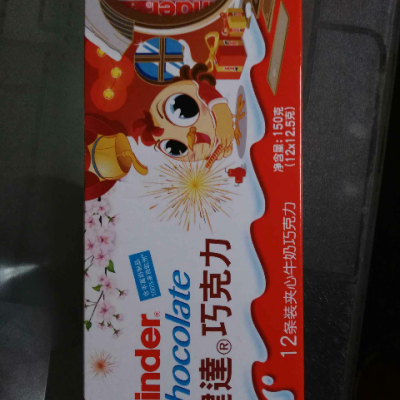 kinder
chocolate
健達®巧克力
12条装夹心牛奶巧克力
净含量: 150克
(12x12.5克)